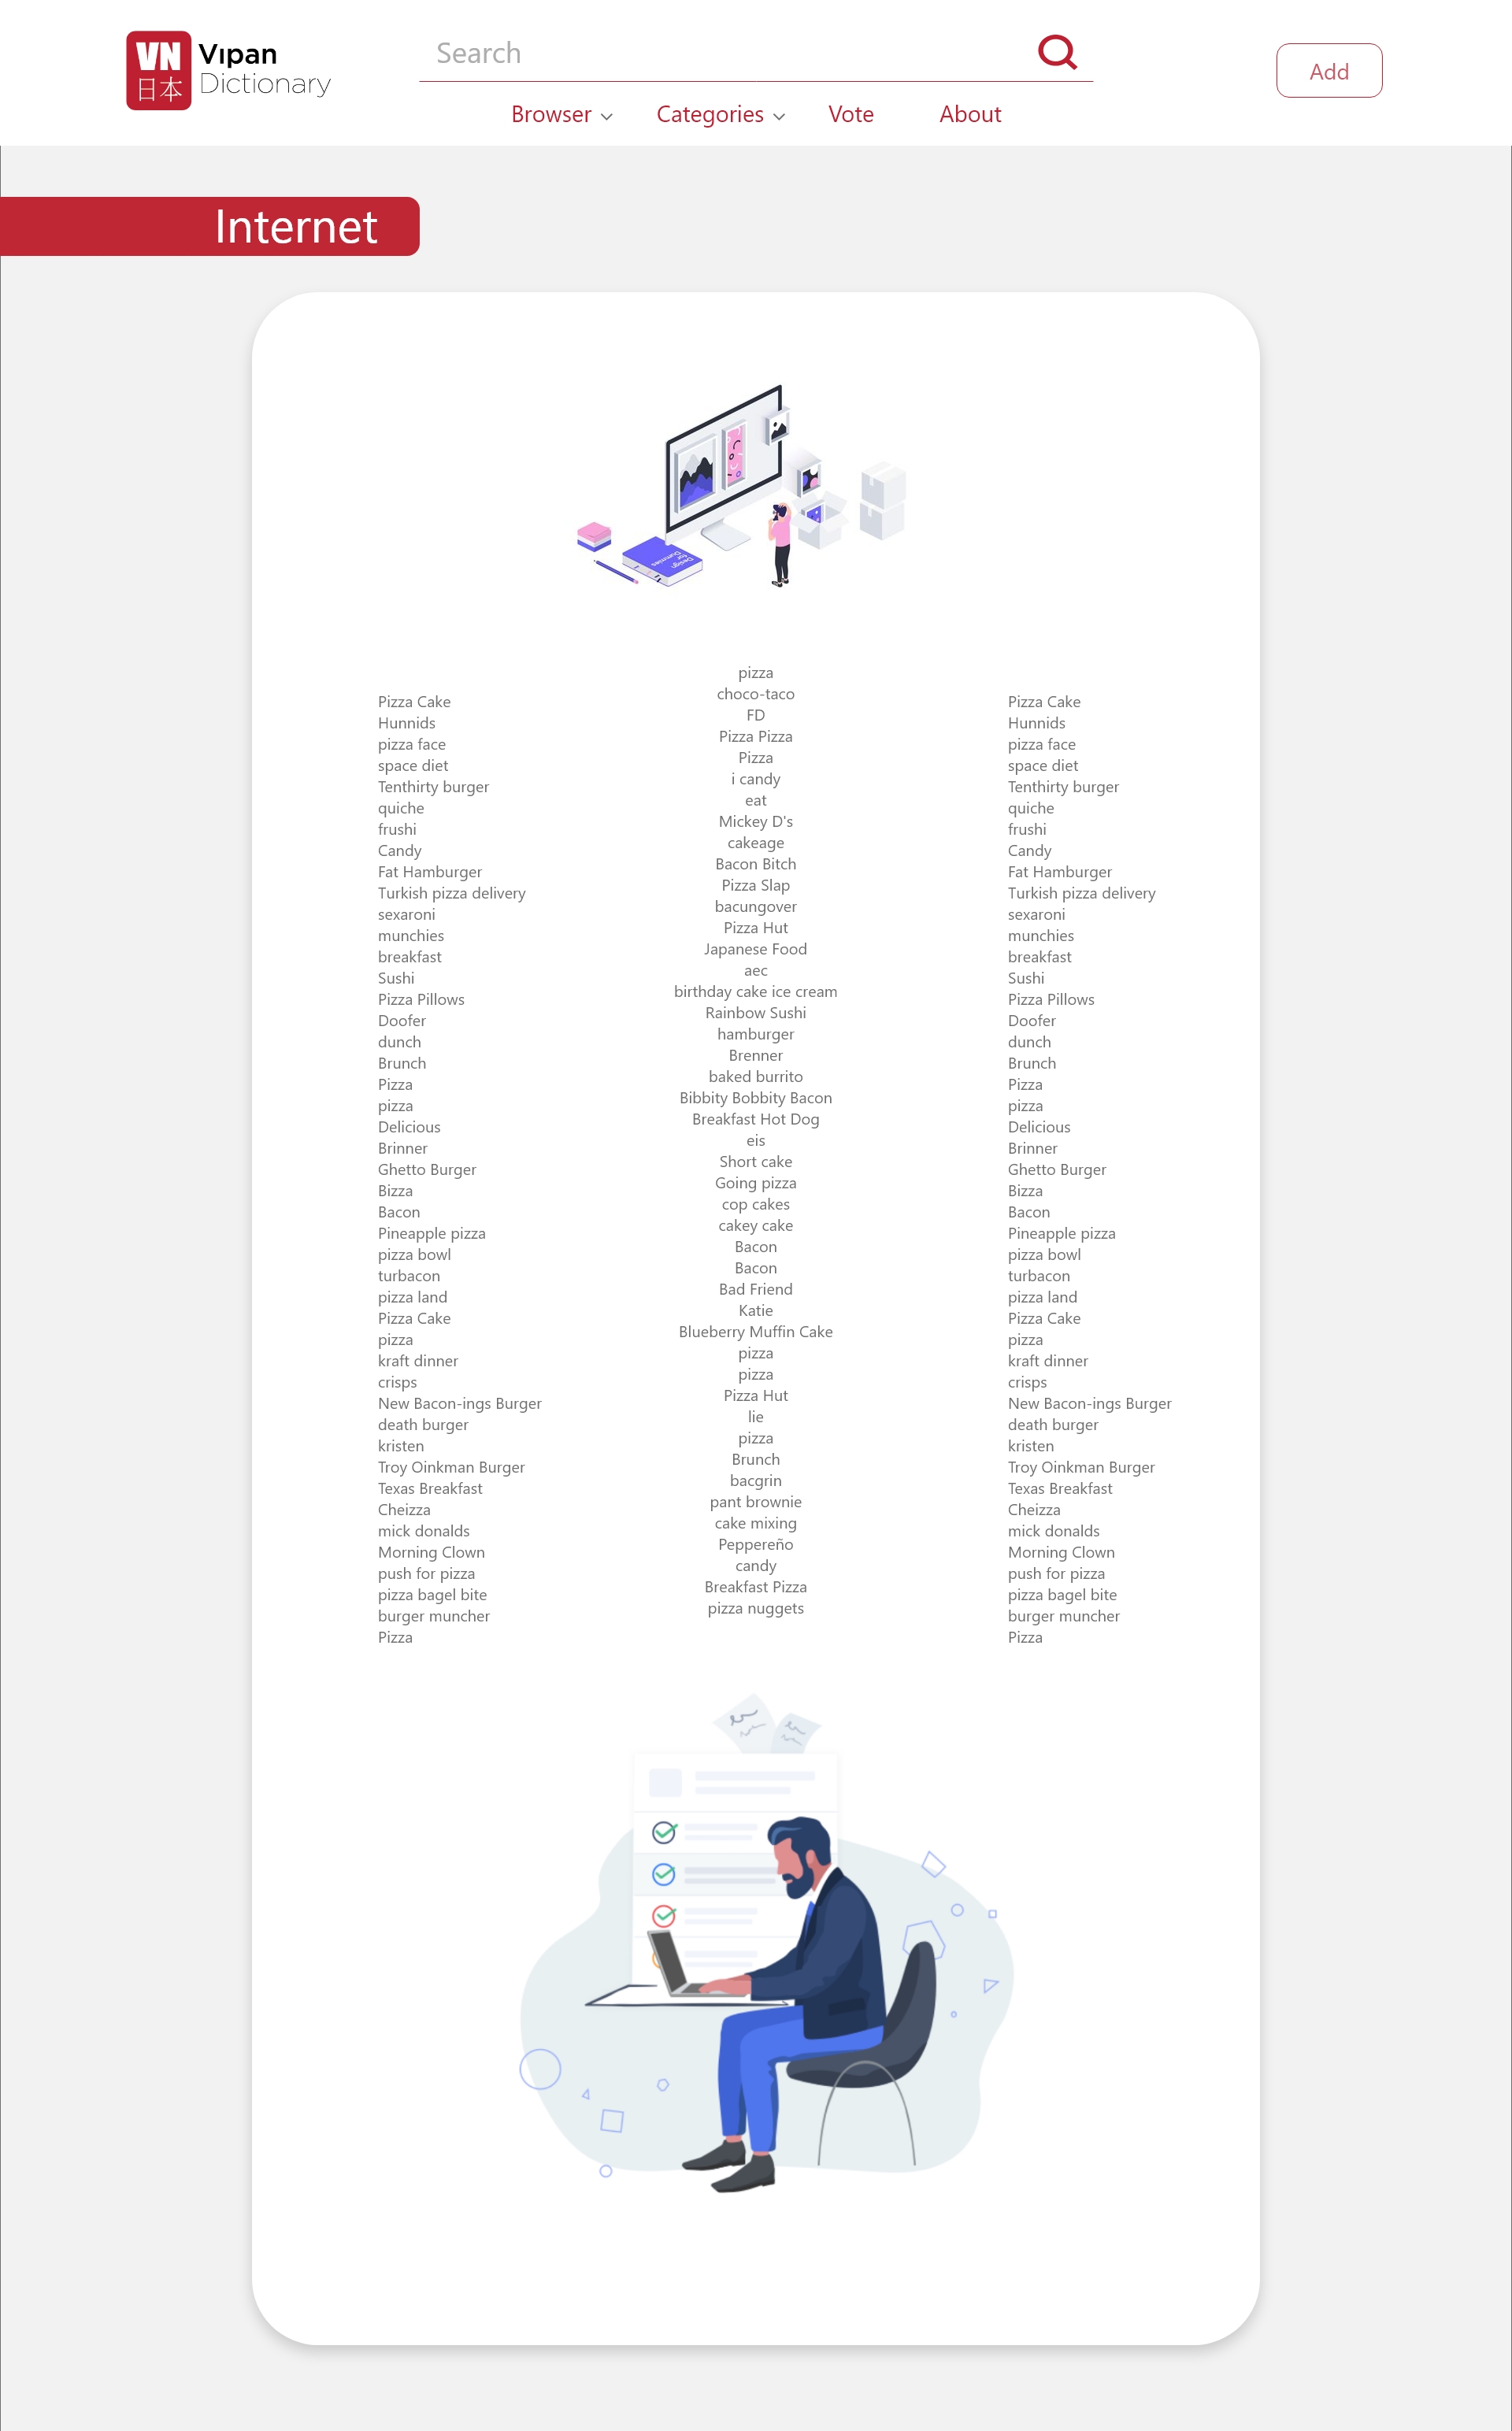 VN
日本
Vıpan
Dictionary
Search
Add
Browser
Categories
Vote
About
Internet
Design
for
Dummies
Pizza Cake
Hunnids
pizza face
space diet
Tenthirty burger
quiche
frushi
Candy
Fat Hamburger
Turkish pizza delivery
sexaroni
munchies
breakfast
Sushi
Pizza Pillows
Doofer
dunch
Brunch
Pizza
pizza
Delicious
Brinner
Ghetto Burger
Bizza
Bacon
Pineapple pizza
pizza bowl
turbacon
pizza land
Pizza Cake
pizza
kraft dinner
crisps
New Bacon-ings Burger
death burger
kristen
Troy Oinkman Burger
Texas Breakfast
Cheizza
mick donalds
Morning Clown
push for pizza
pizza bagel bite
burger muncher
Pizza
pizza
choco-taco
FD
Pizza Pizza
Pizza
i candy
eat
Mickey D's
cakeage
Bacon Bitch
Pizza Slap
bacungover
Pizza Hut
Japanese Food
aec
birthday cake ice cream
Rainbow Sushi
hamburger
Brenner
baked burrito
Bibbity Bobbity Bacon
Breakfast Hot Dog
eis
Short cake
Going pizza
cop cakes
cakey cake
Bacon
Bacon
Bad Friend
Katie
Blueberry Muffin Cake
pizza
pizza
Pizza Hut
lie
pizza
Brunch
bacgrin
pant brownie
cake mixing
Peppereño
candy
Breakfast Pizza
pizza nuggets
Pizza Cake
Hunnids
pizza face
space diet
Tenthirty burger
quiche
frushi
Candy
Fat Hamburger
Turkish pizza delivery
sexaroni
munchies
breakfast
Sushi
Pizza Pillows
Doofer
dunch
Brunch
Pizza
pizza
Delicious
Brinner
Ghetto Burger
Bizza
Bacon
Pineapple pizza
pizza bowl
turbacon
pizza land
Pizza Cake
pizza
kraft dinner
crisps
New Bacon-ings Burger
death burger
kristen
Troy Oinkman Burger
Texas Breakfast
Cheizza
mick donalds
Morning Clown
push for pizza
pizza bagel bite
burger muncher
Pizza